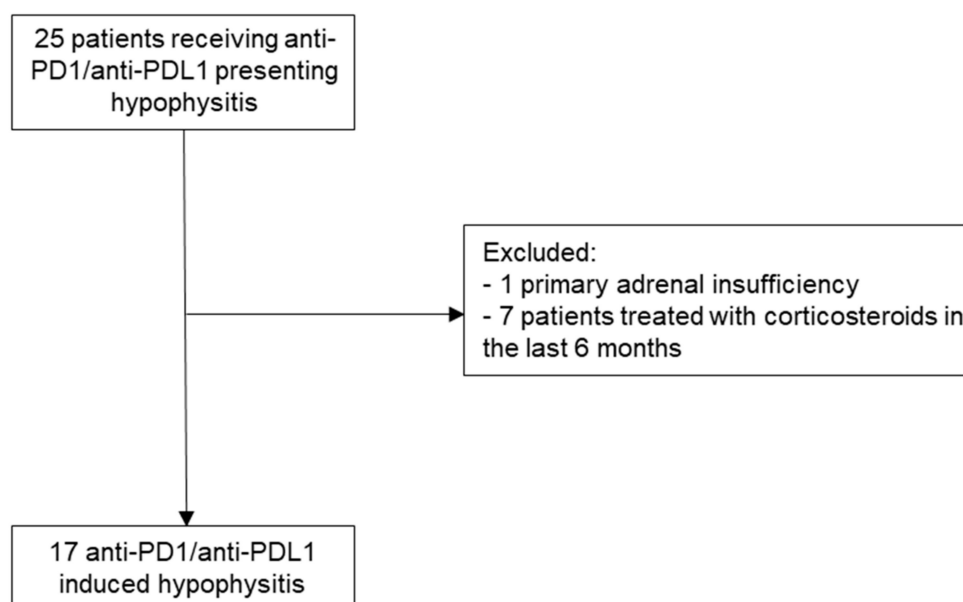 25 patients receiving anti-
PD1/anti-PDL1 presenting
hypophysitis
Excluded:
- 1 primary adrenal insufficiency
- 7 patients treated with corticosteroids in
the last 6 months
17 anti-PD1/anti-PDL1
induced hypophysitis